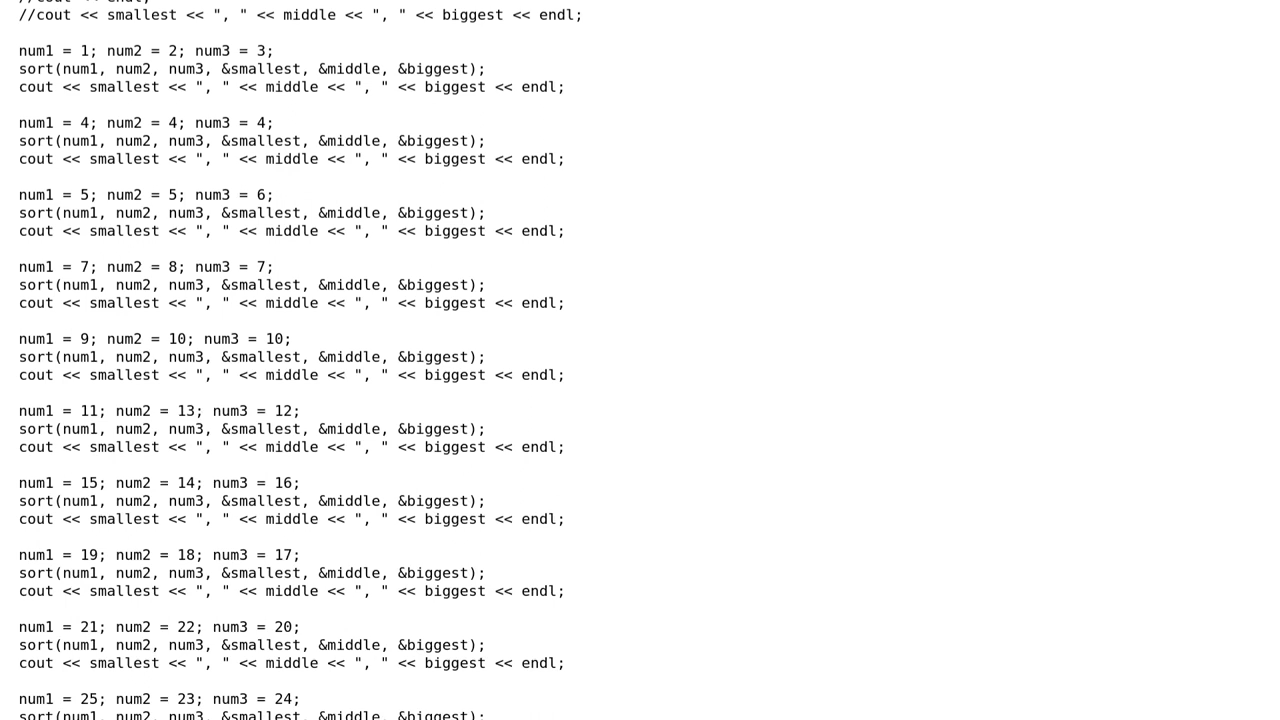 //cout << endl;
//cout << smallest << ", " << middle << ", " << biggest << endl;
num1 = 1; num2 = 2; num3 = 3;
sort(num1, num2, num3, &smallest, &middle, &biggest);
cout << smallest << ", " << middle << ", " << biggest << endl;
num1 = 4; num2 = 4; num3 = 4;
sort(num1, num2, num3, &smallest, &middle, &biggest);
cout << smallest << ", " << middle << ", " << biggest << endl;
num1 = 5; num2 = 5; num3 = 6;
sort(num1, num2, num3, &smallest, &middle, &biggest);
cout << smallest << ", " << middle << ", " << biggest << endl;
num1 = 7; num2 = 8; num3 = 7;
sort(num1, num2, num3, &smallest, &middle, &biggest);
cout << smallest << ", " << middle << ", " << biggest << endl;
num1 = 9; num2 = 10; num3 = 10;
sort(num1, num2, num3, &smallest, &middle, &biggest);
cout << smallest << ", " << middle << ", " << biggest << endl;
num1 = 11; num2 = 13; num3 = 12;
sort(num1, num2, num3, &smallest, &middle, &biggest);
cout << smallest << ", " << middle << ", " << biggest << endl;
num1 = 15; num2 = 14; num3 = 16;
sort(num1, num2, num3, &smallest, &middle, &biggest);
cout << smallest << ", " << middle << ", " << biggest << endl;
num1 = 19; num2 = 18; num3 = 17;
sort(num1, num2, num3, &smallest, &middle, &biggest);
cout << smallest << ", " << middle << ", " << biggest << endl;
num1 = 21; num2 = 22; num3 = 20;
sort(num1, num2, num3, &smallest, &middle, &biggest);
cout << smallest << ", " << middle << ", " << biggest << endl;
num1 = 25; num2 = 23; num3 = 24;
sort(num1, num2, num3, &smallest, &middle, &biggest);